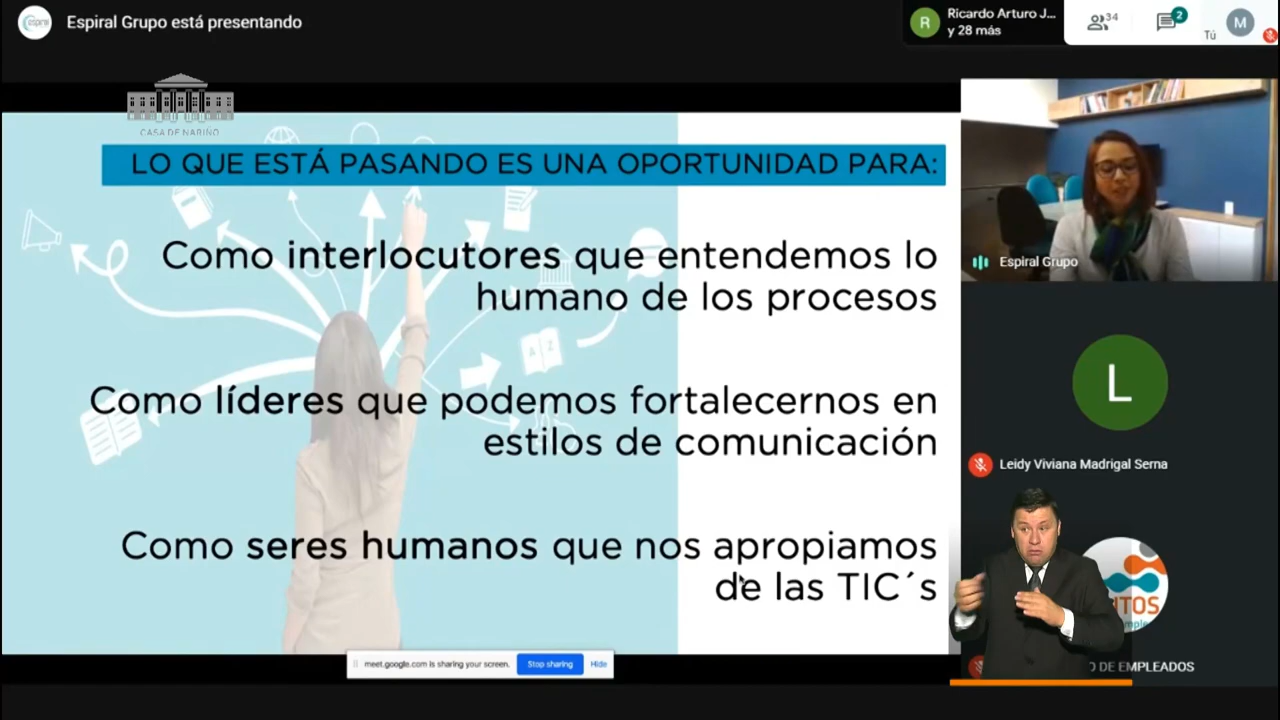 Espiral Grupo está presentando
Ricardo Arturo J...
y 28 más
R
34
2
Tú
M
CASA DE NARIÑO
LO QUE ESTÁ PASANDO ES UNA OPORTUNIDAD PARA:
Como interlocutores que entendemos lo
humano de los procesos
Como líderes que podemos fortalecernos en
estilos de comunicación
Como seres humanos que nos apropiamos
de las TIC´s
A Z
Espiral Grupo
L
Leidy Viviana Madrigal Serna
DE EMPLEADOS
meet.google.com is sharing your screen.
Stop sharing
Hide